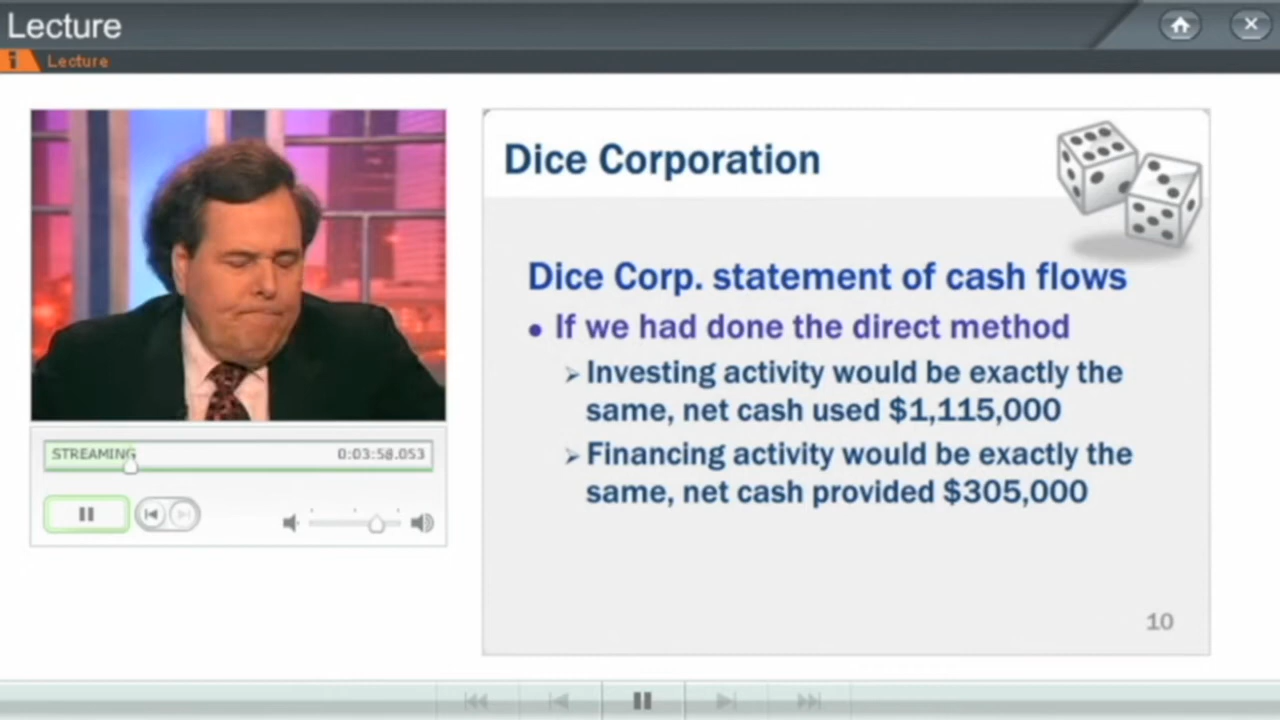 Lecture
i Lecture
Dice Corporation
Dice Corp. statement of cash flows
• If we had done the direct method
➢ Investing activity would be exactly the
same, net cash used $1,115,000
➢ Financing activity would be exactly the
same, net cash provided $305,000
STREAMING 0:03:58.053
10